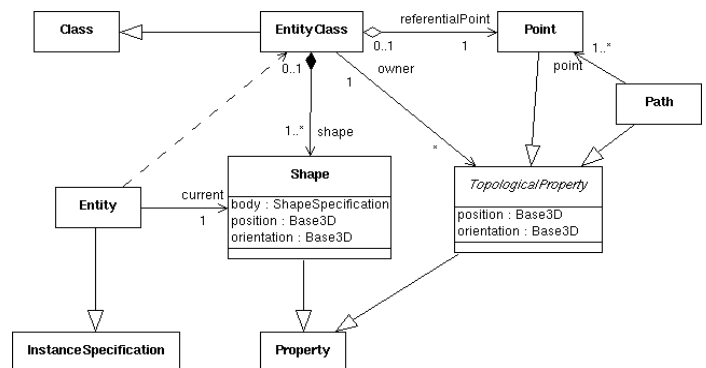 referentialPoint
Class
EntityClass
Point
0..1
1
1..*
owner
point
0..1
1
Path
1..*
shape
*
Shape
TopologicalProperty
Entity
current
body : ShapeSpecification
position : Base3D
orientation : Base3D
1
position : Base3D
orientation : Base3D
InstanceSpecification
Property